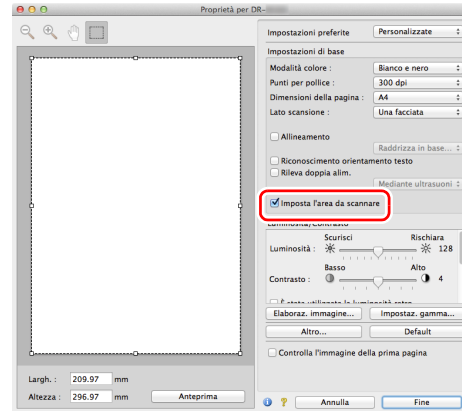 Proprietà per DR-
Impostazioni preferite Personalizzate
Impostazioni di base
Modalità colore : Bianco e nero
Punti per pollice : 300 dpi
Dimensioni della pagina : A4
Lato scansione : Una facciata
Allineamento
Raddrizza in base...
Riconoscimento orientamento testo
Rileva doppia alim.
Mediante ultrasuoni
Imposta l'area da scannare
Luminosità/Contrasto
Scurisci Rischiara
Luminosità : 128
Basso Alto
Contrasto : 4
Elaboraz. immagine... Impostaz. gamma...
Altro... Default
Controlla l'immagine della prima pagina
Largh. : 209.97 mm
Altezza : 296.97 mm Anteprima
Annulla Fine